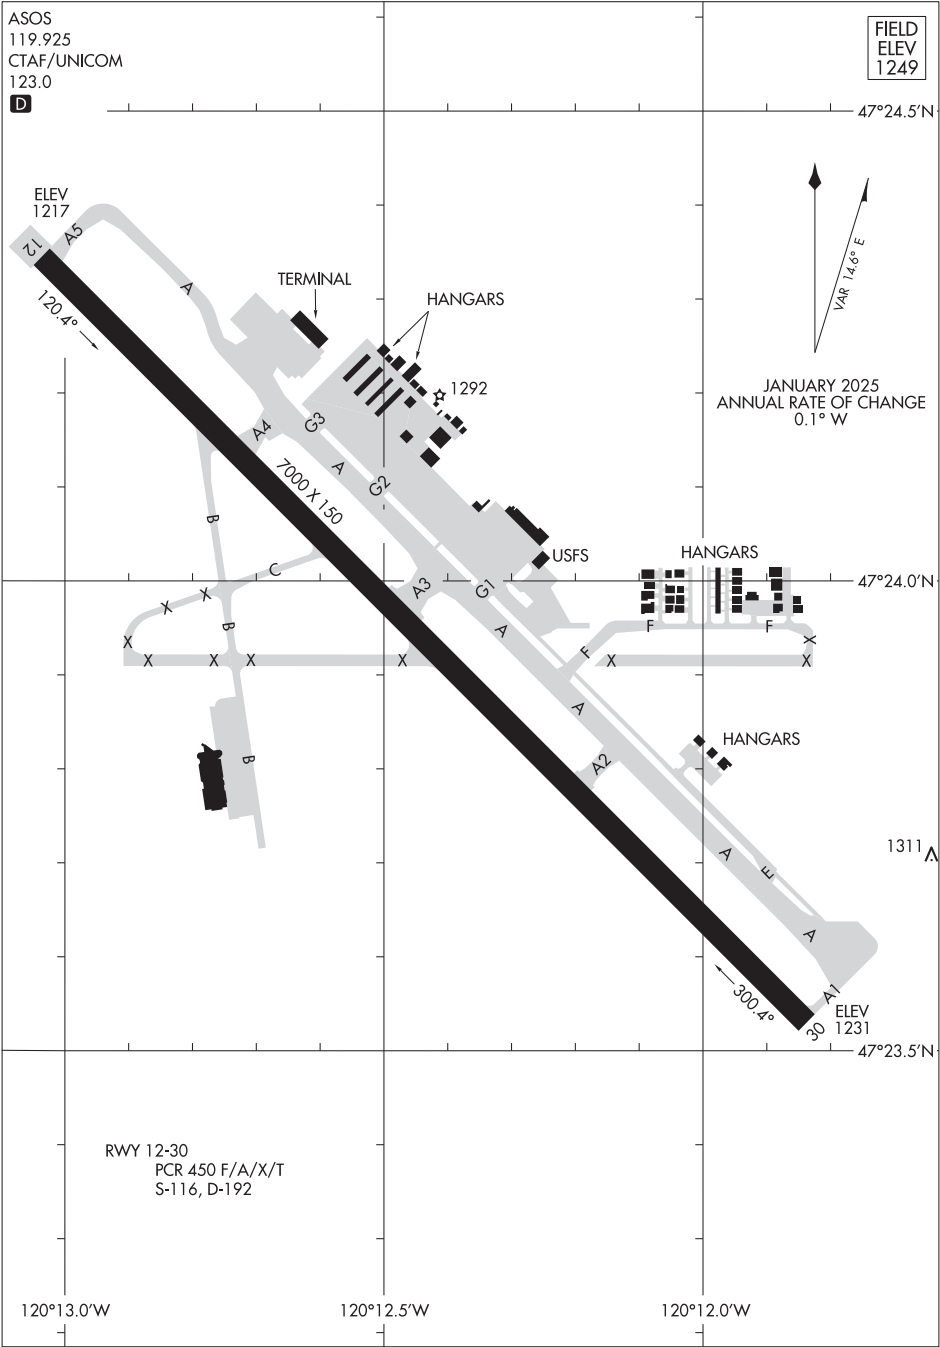 ASOS
119.925
CTAF/UNICOM
123.0
D
FIELD
ELEV
1249
47°24.5'N
ELEV
1217
12
A5
A
120.4°
TERMINAL
HANGARS
1292
VAR 14.6° E
JANUARY 2025
ANNUAL RATE OF CHANGE
0.1° W
A4
G3
A
G2
7000 X 150
B
C
USFS
HANGARS
47°24.0'N
A3
G1
X
X
X
B
A
F
F
X
X
X
X
X
F
X
X
A
B
A2
HANGARS
1311
A
E
A
A1
300.4°
30
ELEV
1231
47°23.5'N
RWY 12-30
PCR 450 F/A/X/T
S-116, D-192
120°13.0'W
120°12.5'W
120°12.0'W